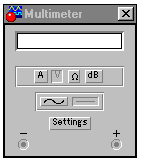 Multimeter
A V Ω dB
Settings
− +